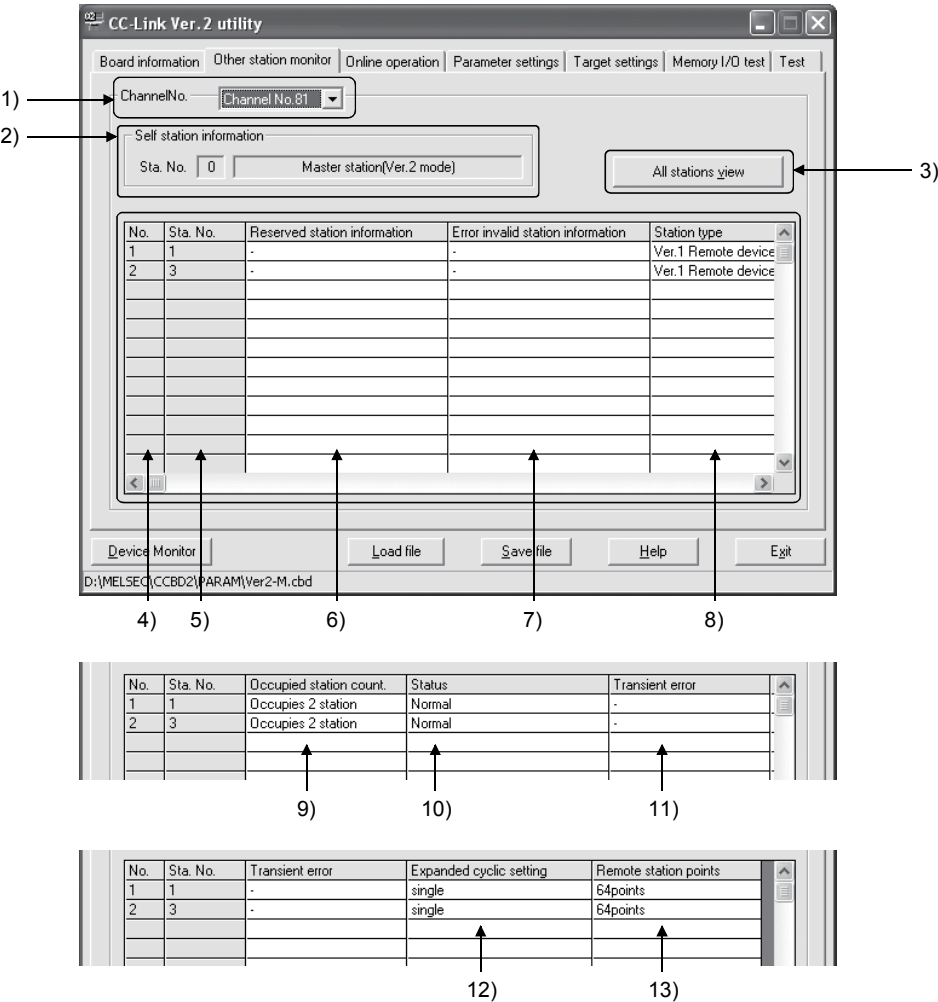 CC-Link Ver.2 utility
Board information Other station monitor Online operation Parameter settings Target settings Memory I/O test Test
1) ChannelNo. Channel No.81
2) Self station information
Sta. No. 0 Master station(Ver.2 mode)
All stations view 3)
No. Sta. No. Reserved station information Error invalid station information Station type
1 1 - - Ver.1 Remote device
2 3 - - Ver.1 Remote device
Device Monitor Load file Save file Help Exit
D:\MELSEC\CCBD2\PARAM\Ver2-M.cbd
4) 5) 6) 7) 8)
No. Sta. No. Occupied station count. Status Transient error
1 1 Occupies 2 station Normal -
2 3 Occupies 2 station Normal -
9) 10) 11)
No. Sta. No. Transient error Expanded cyclic setting Remote station points
1 1 - single 64points
2 3 - single 64points
12) 13)